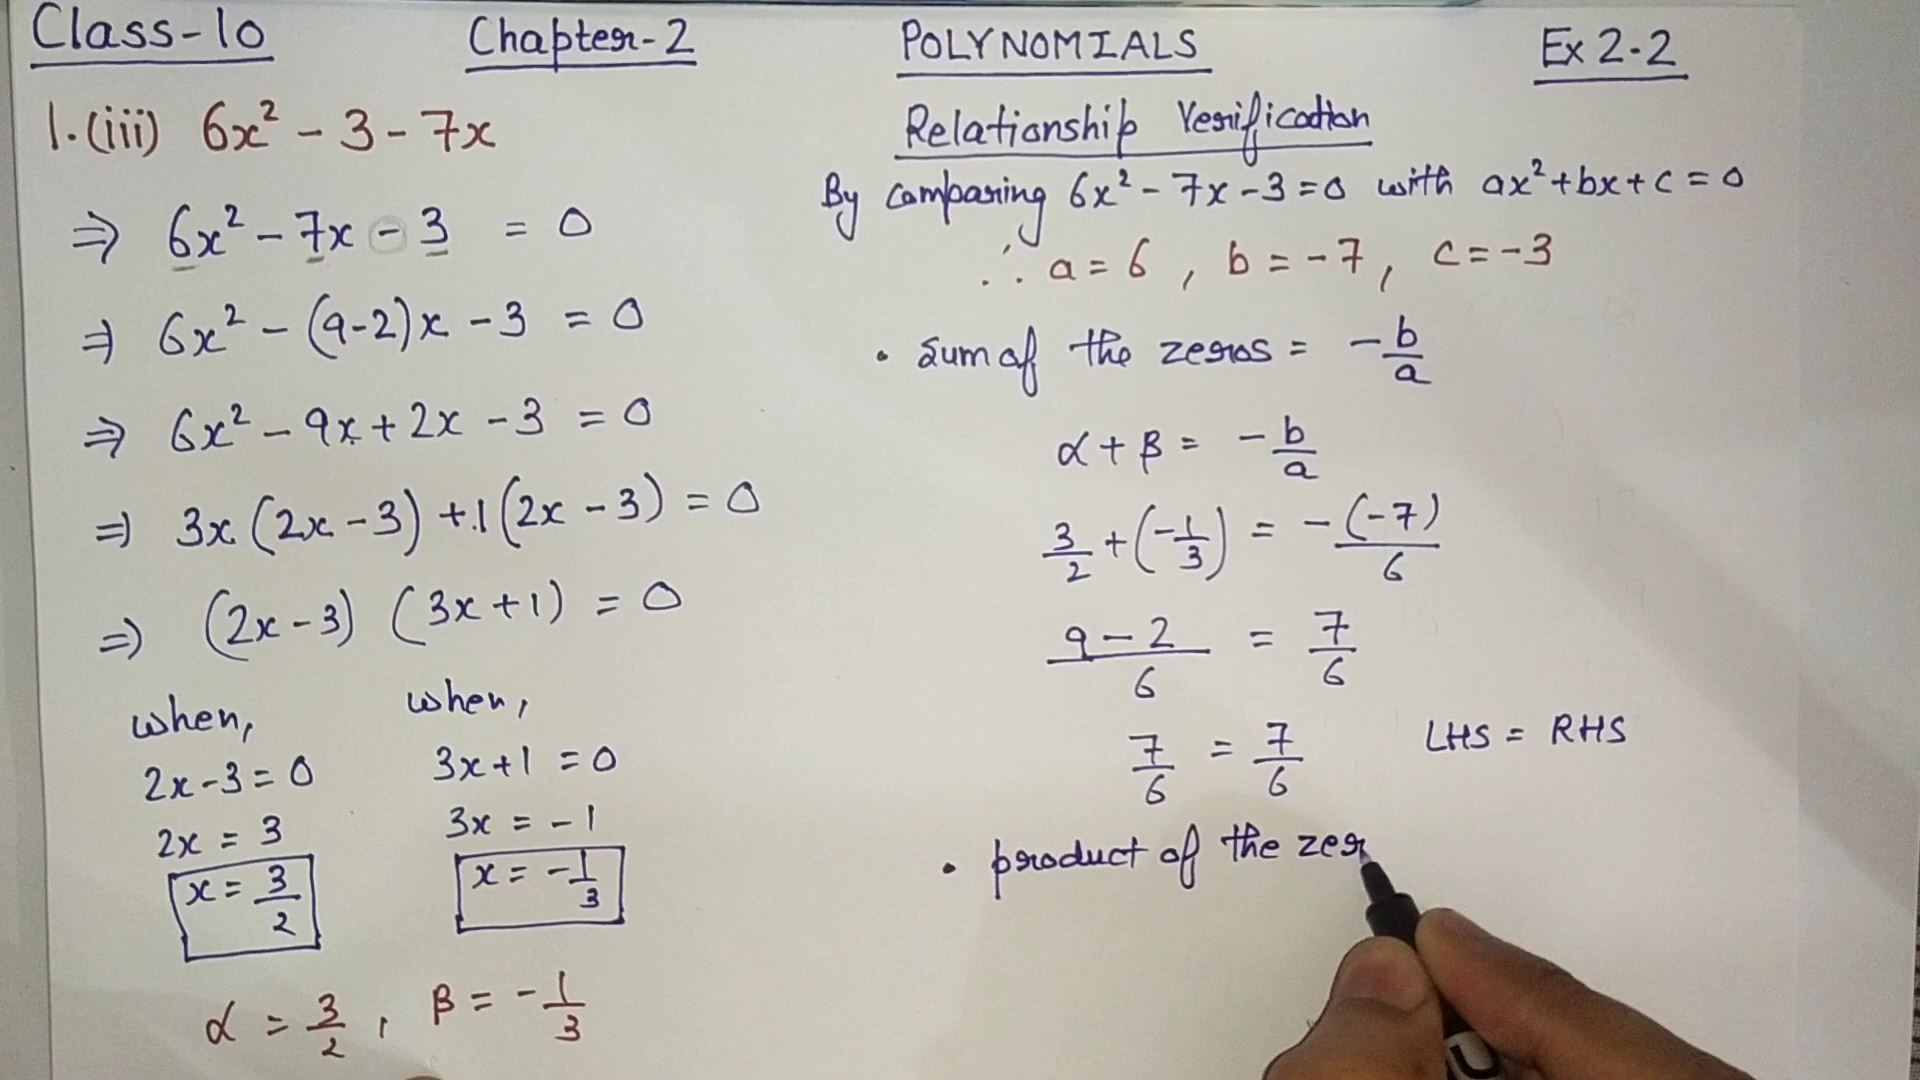 Class-10 Chapter-2 POLYNOMIALS Ex 2.2
1.(iii) 6x² - 3 - 7x
⇒ 6x² - 7x - 3 = 0
⇒ 6x² - (9-2)x - 3 = 0
⇒ 6x² - 9x + 2x - 3 = 0
⇒ 3x(2x - 3) + 1(2x - 3) = 0
⇒ (2x - 3) (3x + 1) = 0
when,
2x - 3 = 0
2x = 3
x = 3/2
when,
3x + 1 = 0
3x = -1
x = -1/3
α = 3/2, β = -1/3
Relationship Verification
By comparing 6x² - 7x - 3 = 0 with ax² + bx + c = 0
∴ a = 6, b = -7, c = -3
• Sum of the zeros = -b/a
α + β = -b/a
3/2 + (-1/3) = -(-7)/6
9 - 2/6 = 7/6
7/6 = 7/6 LHS = RHS
• product of the zer